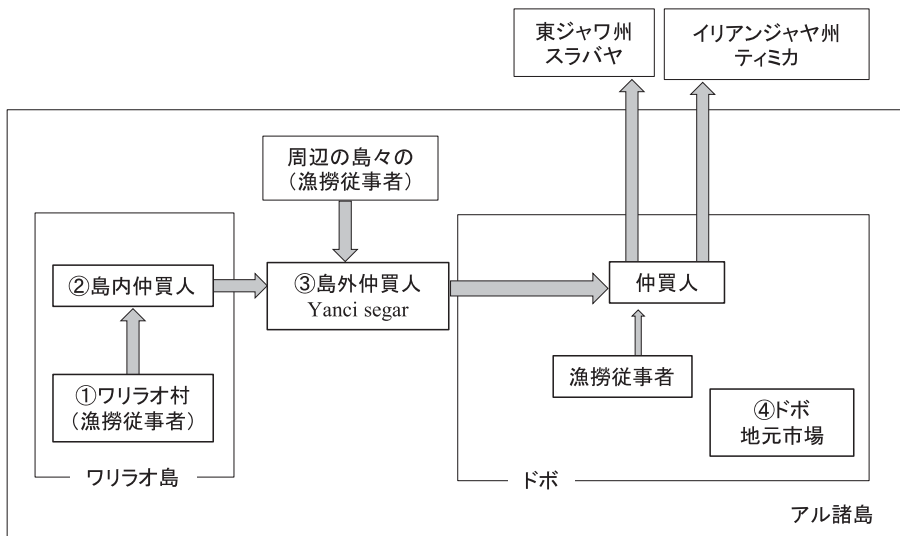 東ジャワ州
スラバヤ
イリアンジャヤ州
ティミカ
周辺の島々の
（漁撈従事者）
②島内仲買人
③島外仲買人
Yanci segar
仲買人
①ワリラオ村
（漁撈従事者）
漁撈従事者
④ドボ
地元市場
ワリラオ島
ドボ
アル諸島